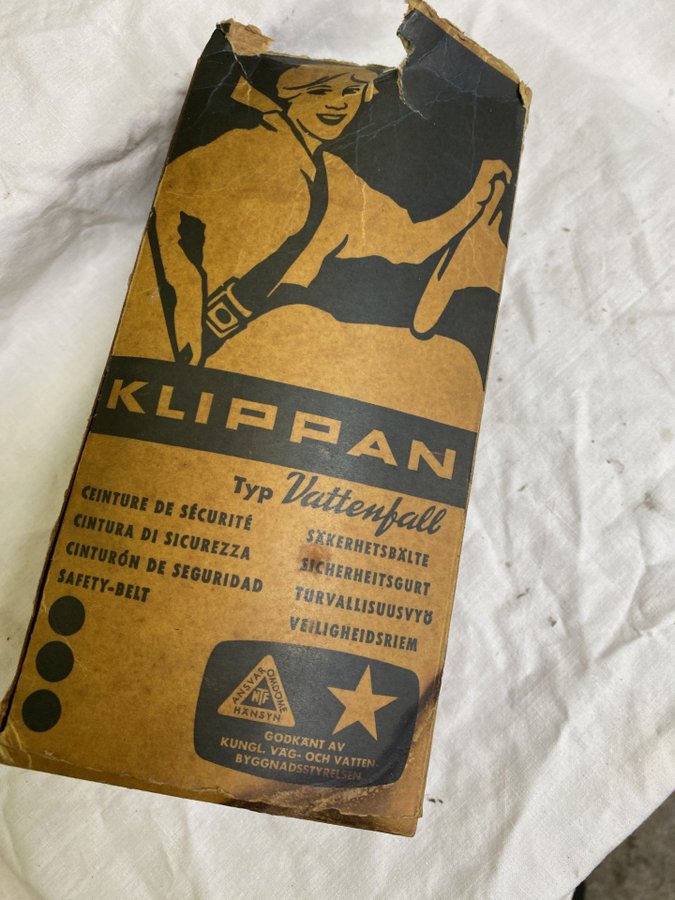 KLIPPAN
Typ Vattenfall
CEINTURE DE SÉCURITÉ
CINTURA DI SICUREZZA
CINTURÓN DE SEGURIDAD
SAFETY-BELT
SÄKERHETSBÄLTE
SICHERHEITSGURT
TURVALLISUUSVYÖ
VEILIGHEIDSRIEM
ANSVAR
OMDÖME
HÄNSYN
NTF
GODKÄNT AV
KUNGL. VÄG- OCH VATTEN-
BYGGNADSSTYRELSEN